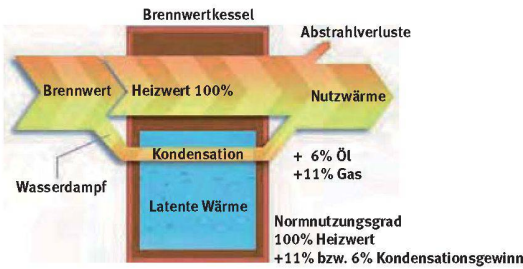 Brennwertkessel
Abstrahlverluste
Brennwert
Heizwert 100%
Nutzwärme
Kondensation
+ 6% Öl
+11% Gas
Wasserdampf
Latente Wärme
Normnutzungsgrad
100% Heizwert
+11% bzw. 6% Kondensationsgewinn